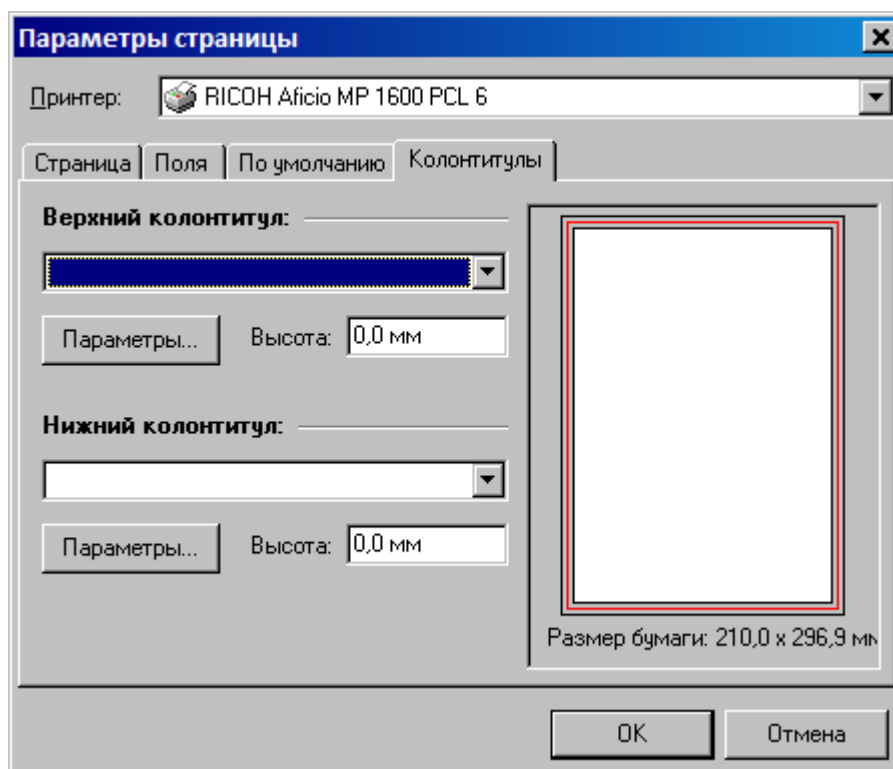 Параметры страницы
Принтер: RICOH Aficio MP 1600 PCL 6
Страница Поля По умолчанию Колонтитулы
Верхний колонтитул:
Параметры... Высота: 0,0 мм
Нижний колонтитул:
Параметры... Высота: 0,0 мм
Размер бумаги: 210,0 x 296,9 мм
OK Отмена